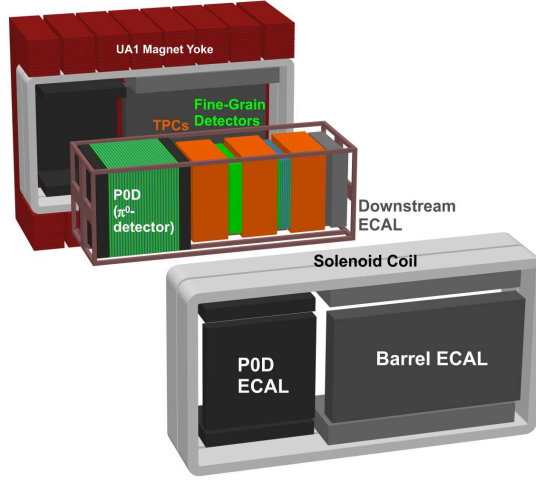 UA1 Magnet Yoke
Fine-Grain
Detectors
TPCs
P0D
(π⁰-
detector)
Downstream
ECAL
Solenoid Coil
P0D
ECAL
Barrel ECAL